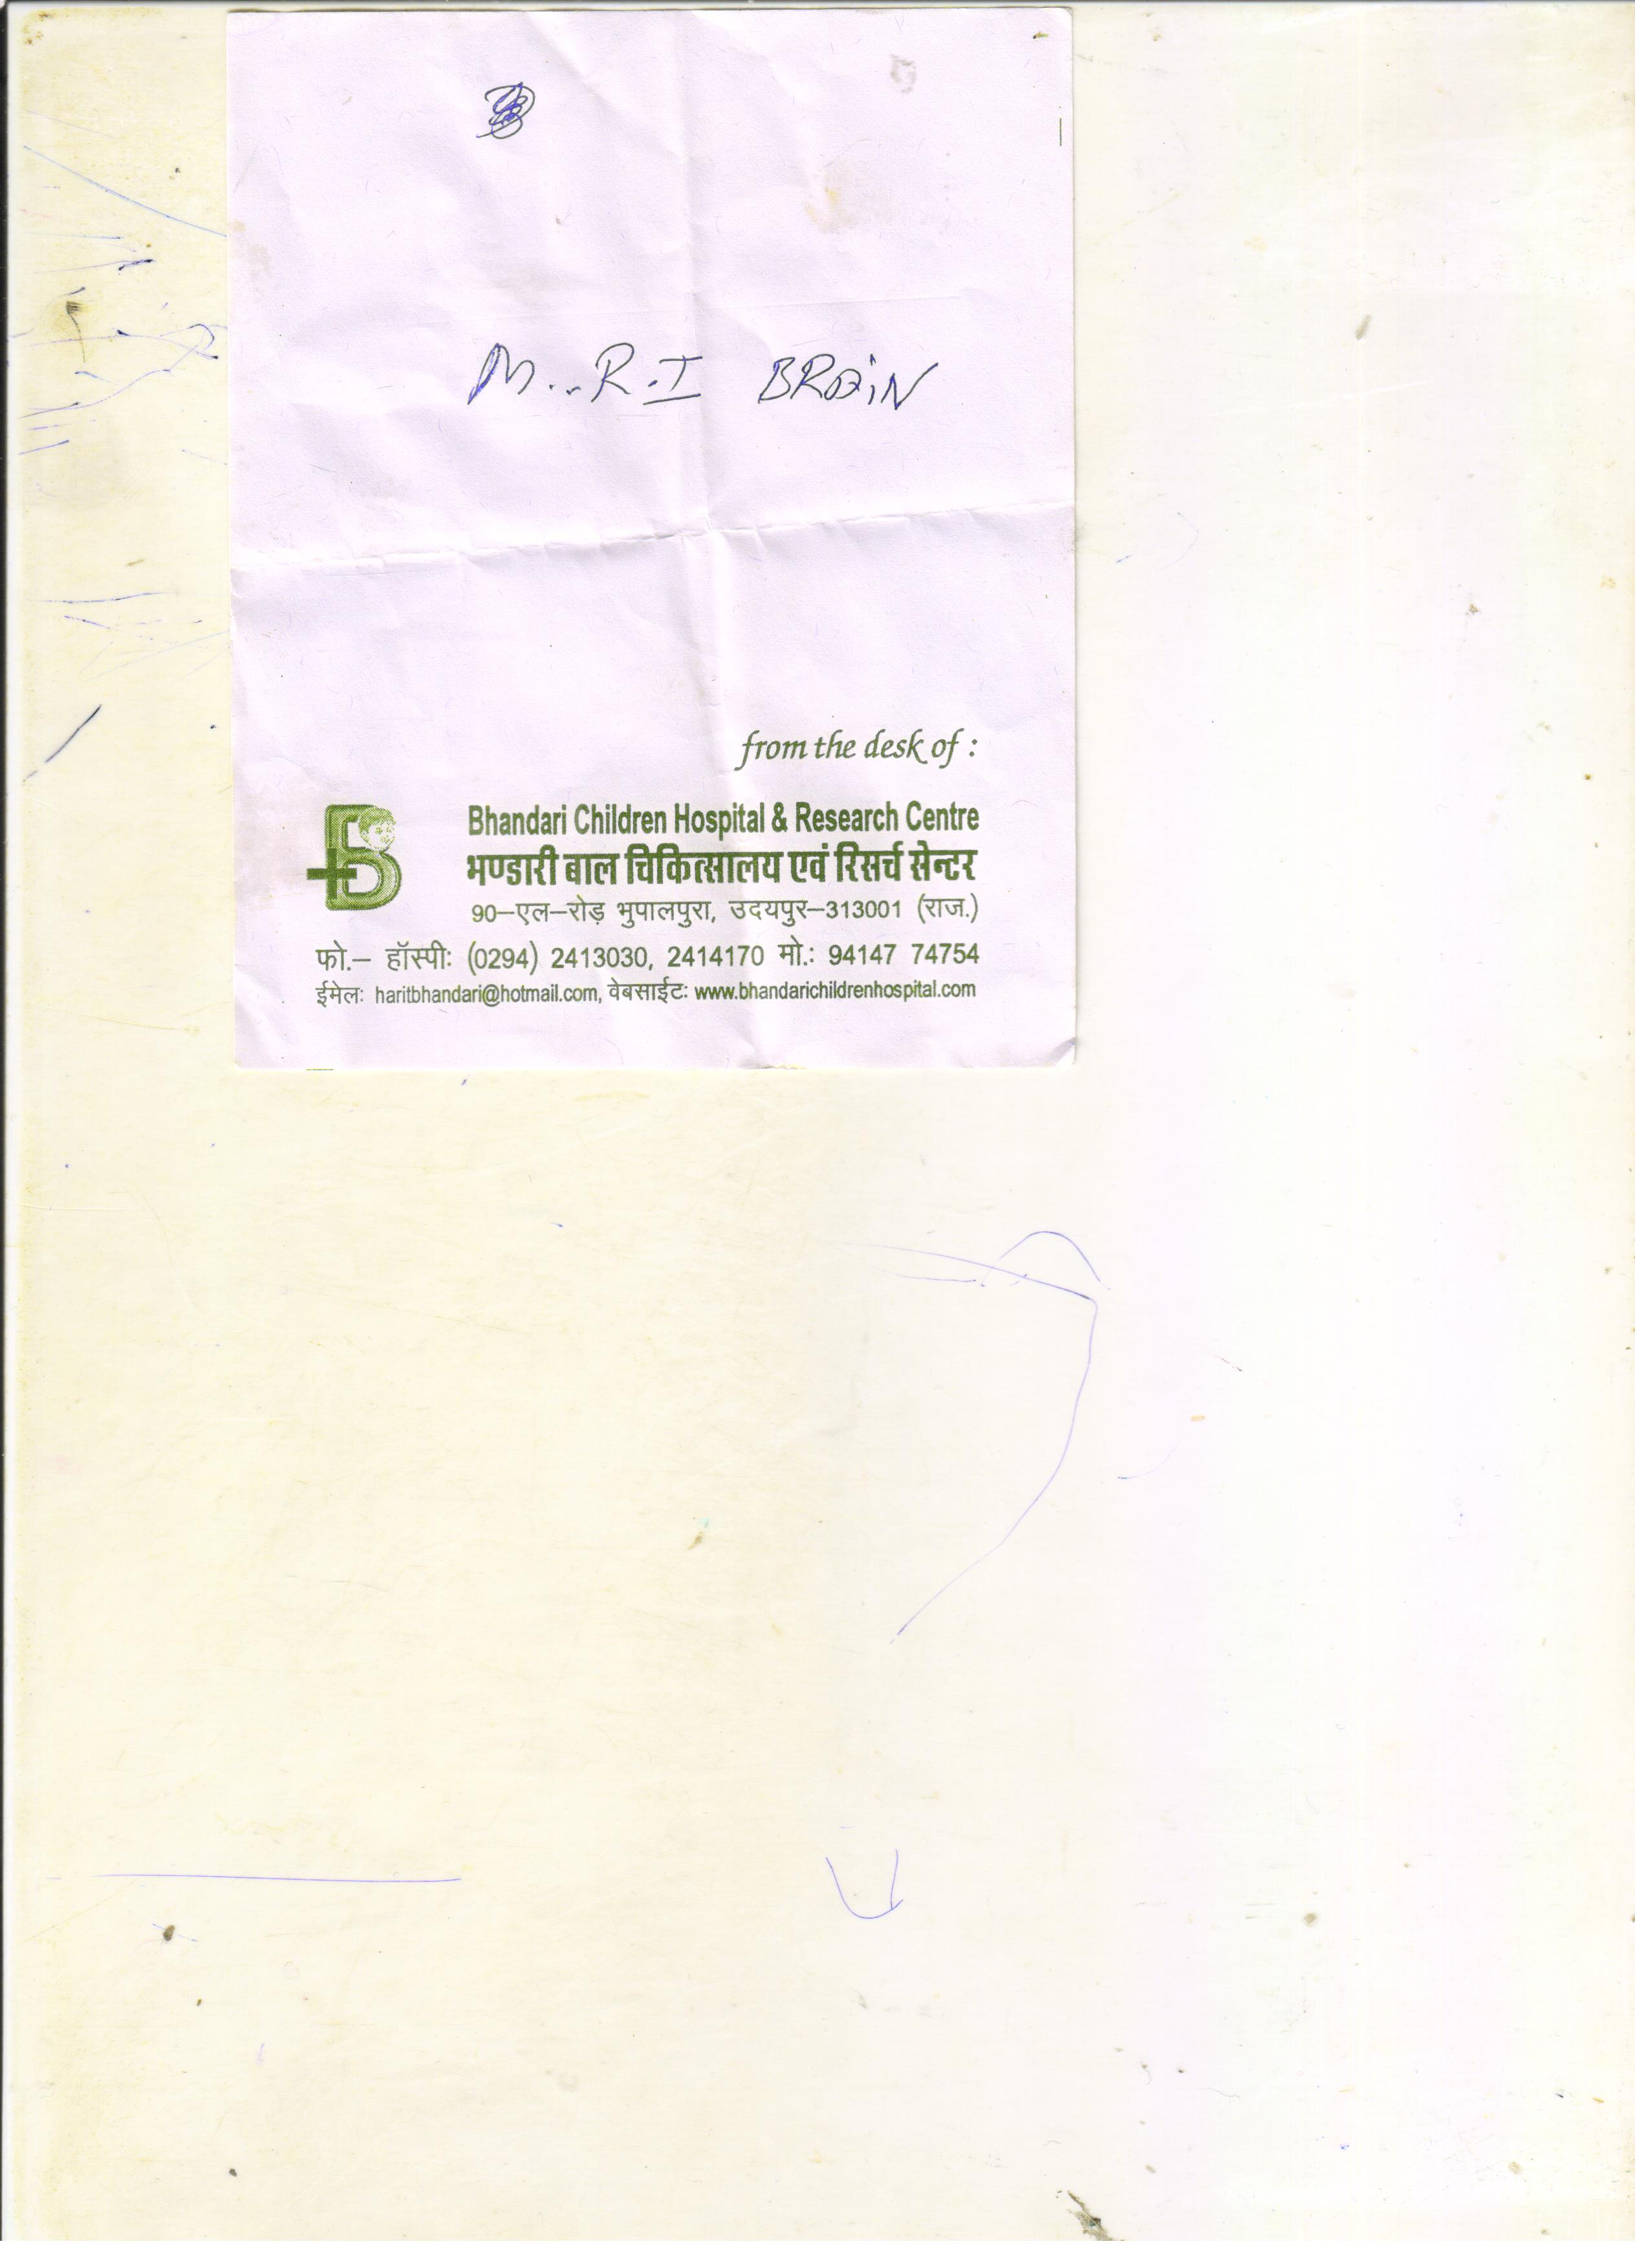 M..R.I BRAiN
from the desk of :
Bhandari Children Hospital & Research Centre
भण्डारी बाल चिकित्सालय एवं रिसर्च सेन्टर
90–एल–रोड़ भुपालपुरा, उदयपुर–313001 (राज.)
फो.– हॉस्पी: (0294) 2413030, 2414170 मो.: 94147 74754
ईमेल: haritbhandari@hotmail.com, वेबसाईट: www.bhandarichildrenhospital.com